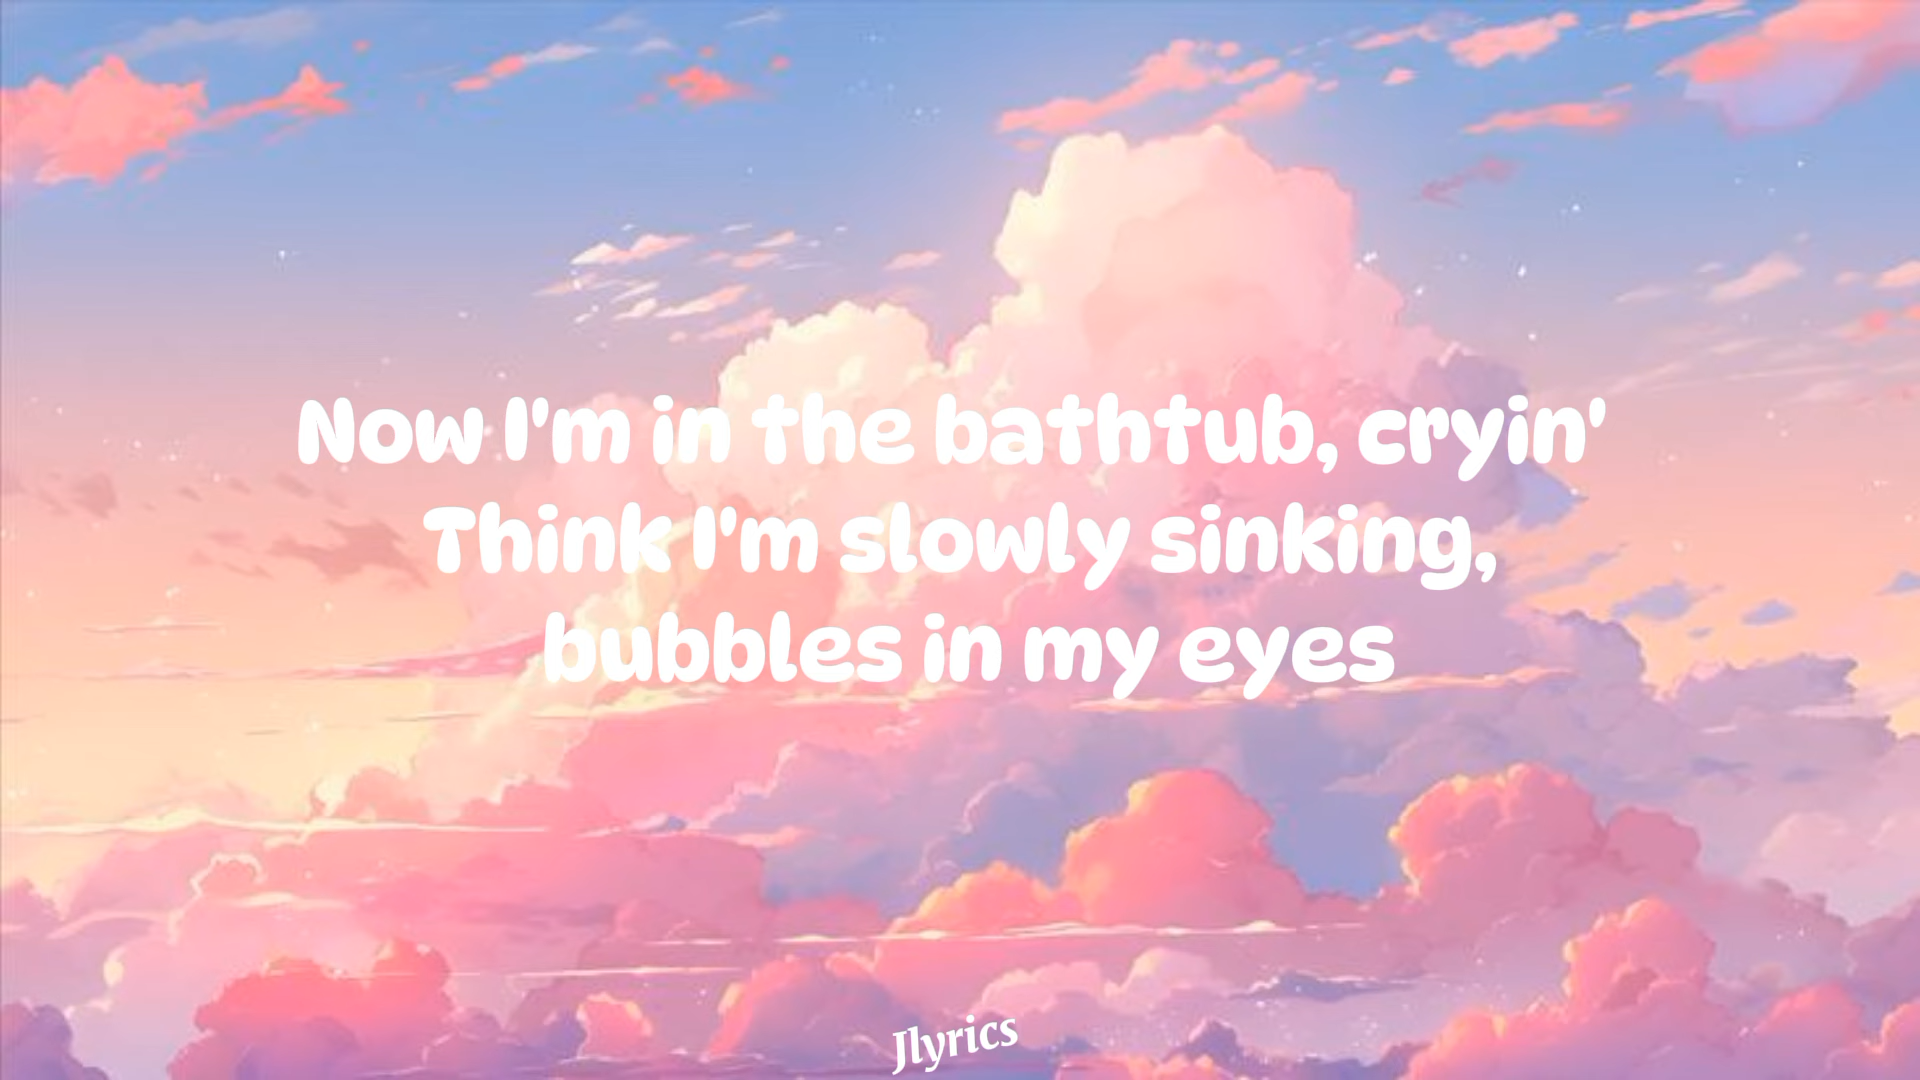 Now I'm in the bathtub, cryin'
Think I'm slowly sinking,
bubbles in my eyes
Jlyrics